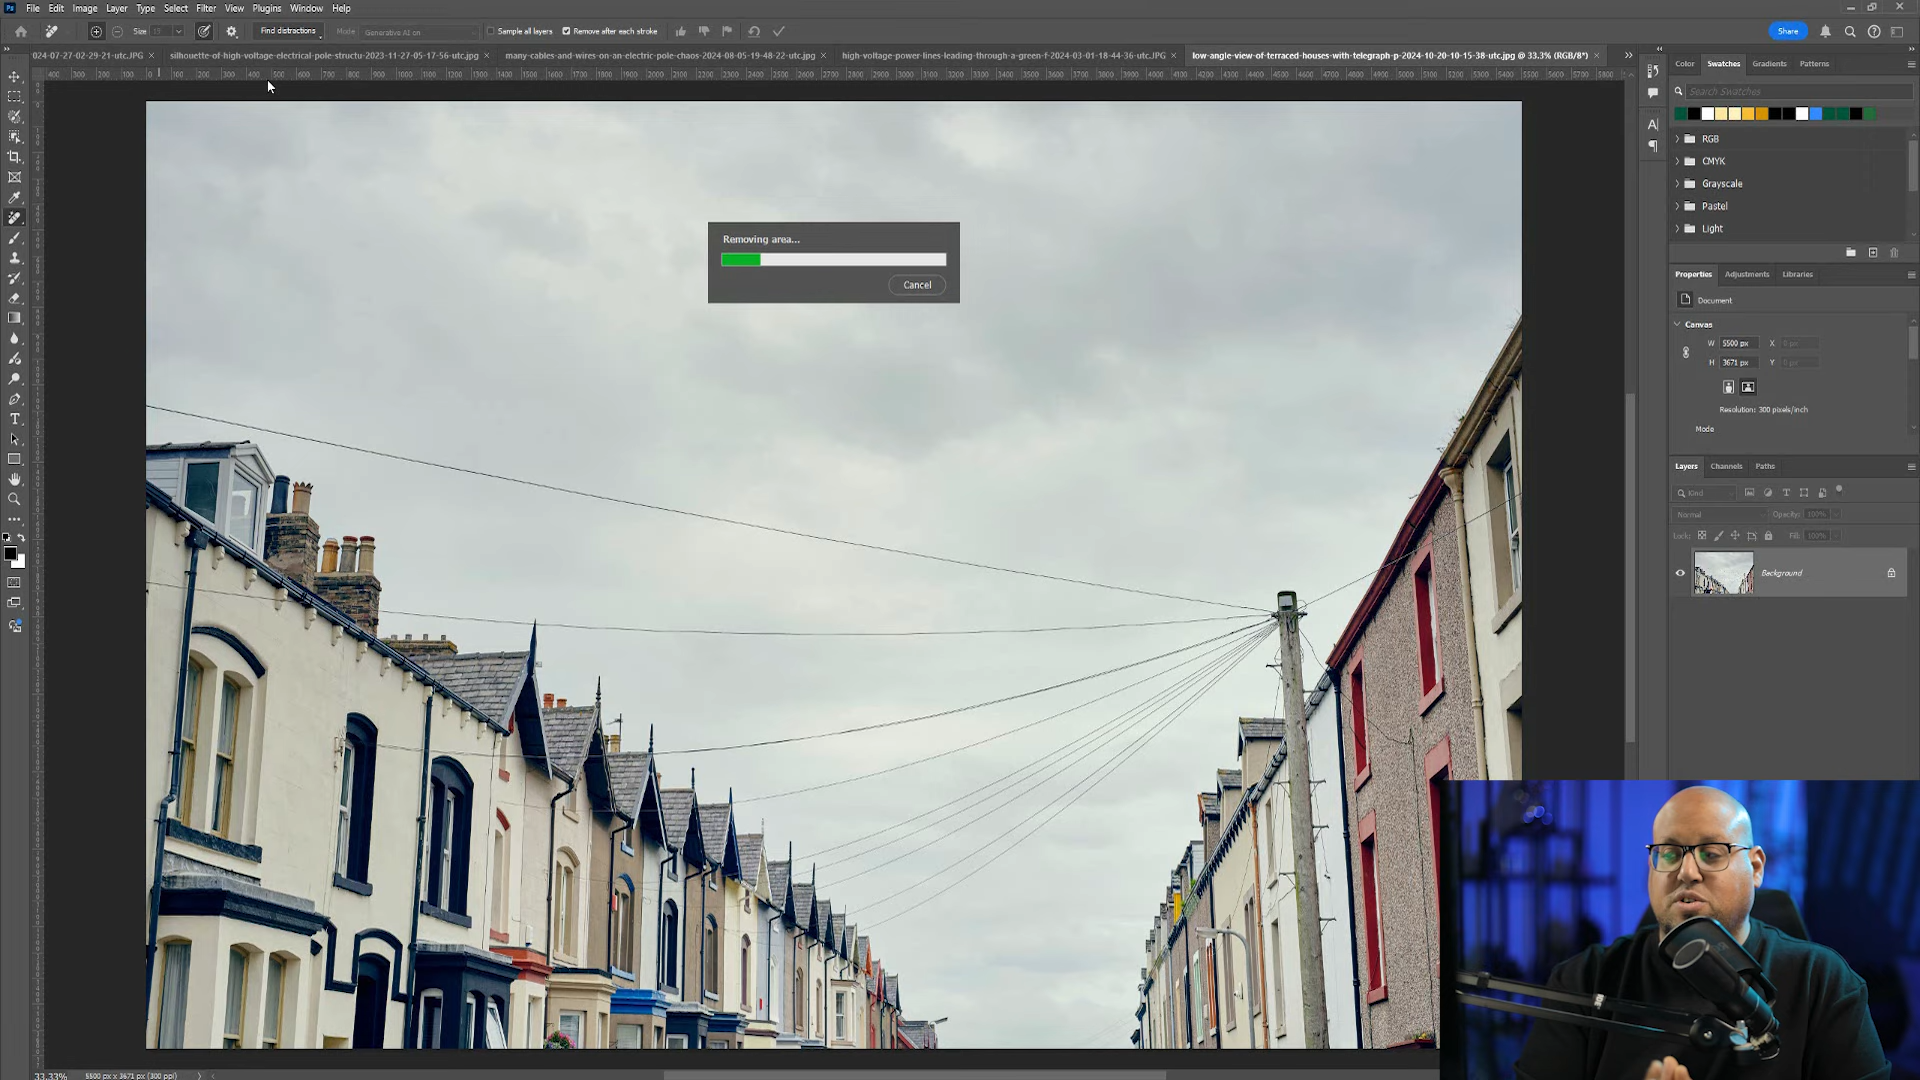 Ps File Edit Image Layer Type Select Filter View Plugins Window Help
Size Find distractions Mode Generative AI on Sample all layers Remove after each stroke Share
024-07-27-02-29-21-utc.JPG silhouette-of-high-voltage-electrical-pole-structu-2023-11-27-05-17-56-utc.jpg many-cables-and-wires-on-an-electric-pole-chaos-2024-08-05-19-48-22-utc.jpg high-voltage-power-lines-leading-through-a-green-f-2024-03-01-18-44-36-utc.JPG low-angle-view-of-terraced-houses-with-telegraph-p-2024-10-20-10-15-38-utc.jpg @ 33.3% (RGB/8*)
Color Swatches Gradients Patterns
Search Swatches
RGB
CMYK
Grayscale
Pastel
Light
Removing area...
Cancel
Properties Adjustments Libraries
Document
Canvas
W 5500 px X 0 px
H 3671 px Y 0 px
Resolution: 300 pixels/inch
Mode
Layers Channels Paths
Kind
Normal Opacity: 100%
Lock: Fill: 100%
Background
33.33% 5500 px x 3671 px (300 ppi)